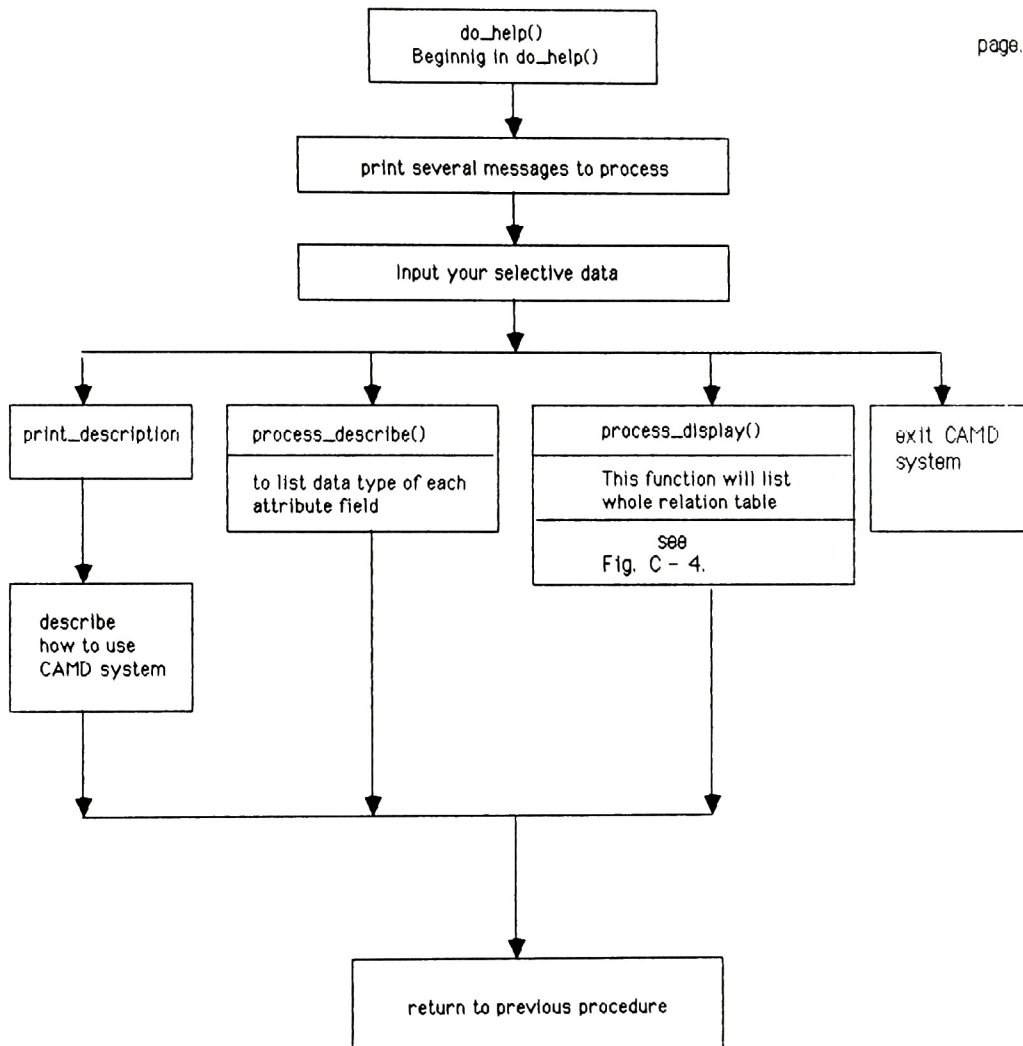 do_help()
Beginnig in do_help()
page.
print several messages to process
Input your selective data
print_description
process_describe()
to list data type of each
attribute field
process_display()
This function will list
whole relation table
see
Fig. C - 4.
exit CAMD
system
describe
how to use
CAMD system
return to previous procedure